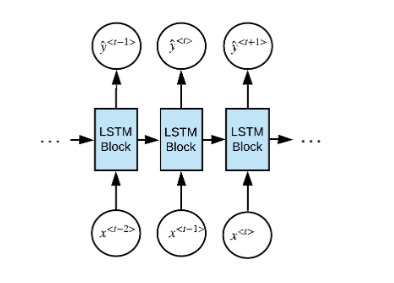 ŷ<t−1> ŷ<t> ŷ<t+1>
... LSTM Block LSTM Block LSTM Block ...
x<t−2> x<t−1> x<t>